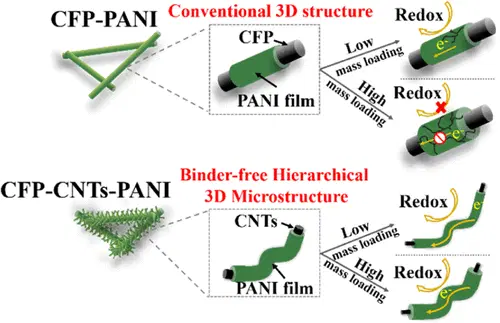 CFP-PANI
Conventional 3D structure
CFP
PANI film
Low
mass loading
High
mass loading
Redox
e-
Redox
e-
CFP-CNTs-PANI
Binder-free Hierarchical
3D Microstructure
CNTs
PANI film
Low
mass loading
High
mass loading
Redox
e-
Redox
e-